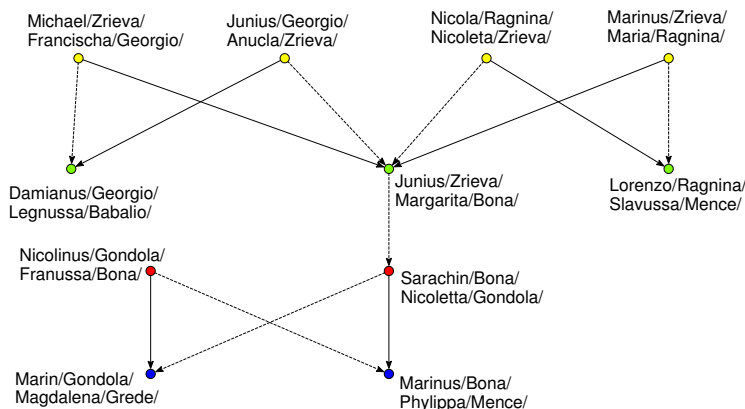 Michael/Zrieva/
Francischa/Georgio/
Junius/Georgio/
Anucla/Zrieva/
Nicola/Ragnina/
Nicoleta/Zrieva/
Marinus/Zrieva/
Maria/Ragnina/
Damianus/Georgio/
Legnussa/Babalio/
Junius/Zrieva/
Margarita/Bona/
Lorenzo/Ragnina/
Slavussa/Mence/
Nicolinus/Gondola/
Franussa/Bona/
Sarachin/Bona/
Nicoletta/Gondola/
Marin/Gondola/
Magdalena/Grede/
Marinus/Bona/
Phylippa/Mence/